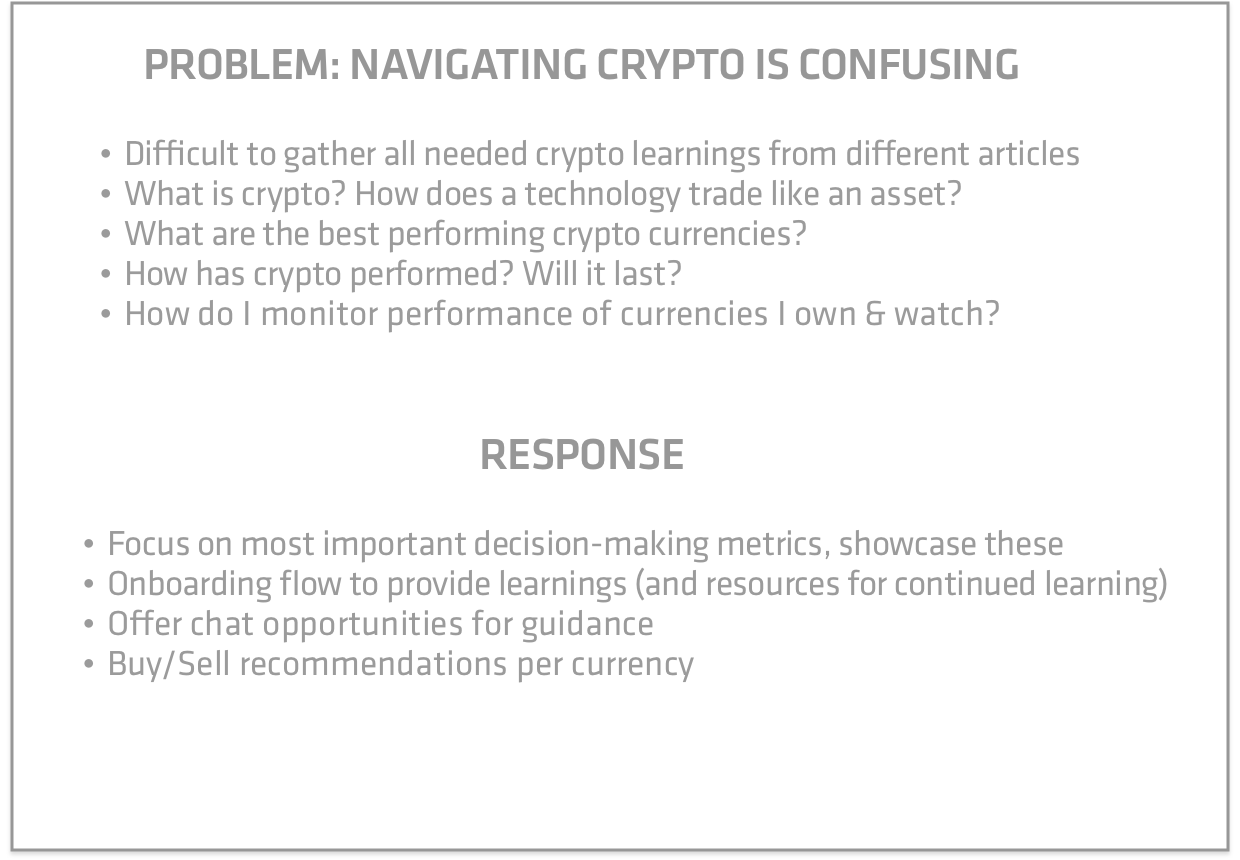 PROBLEM: NAVIGATING CRYPTO IS CONFUSING
• Difficult to gather all needed crypto learnings from different articles
• What is crypto? How does a technology trade like an asset?
• What are the best performing crypto currencies?
• How has crypto performed? Will it last?
• How do I monitor performance of currencies I own & watch?
RESPONSE
• Focus on most important decision-making metrics, showcase these
• Onboarding flow to provide learnings (and resources for continued learning)
• Offer chat opportunities for guidance
• Buy/Sell recommendations per currency